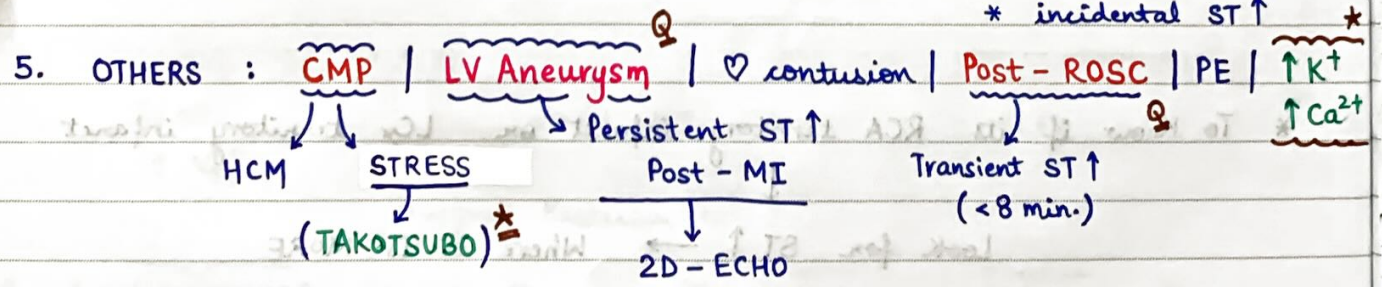 * incidental ST ↑ *
5. OTHERS : CMP | LV Aneurysm Q | ♡ contusion | Post - ROSC Q | PE | ↑ K+
↑ Ca2+
Persistent ST ↑
HCM STRESS Post - MI Transient ST ↑
(TAKOTSUBO) * (<8 min.)
2D - ECHO